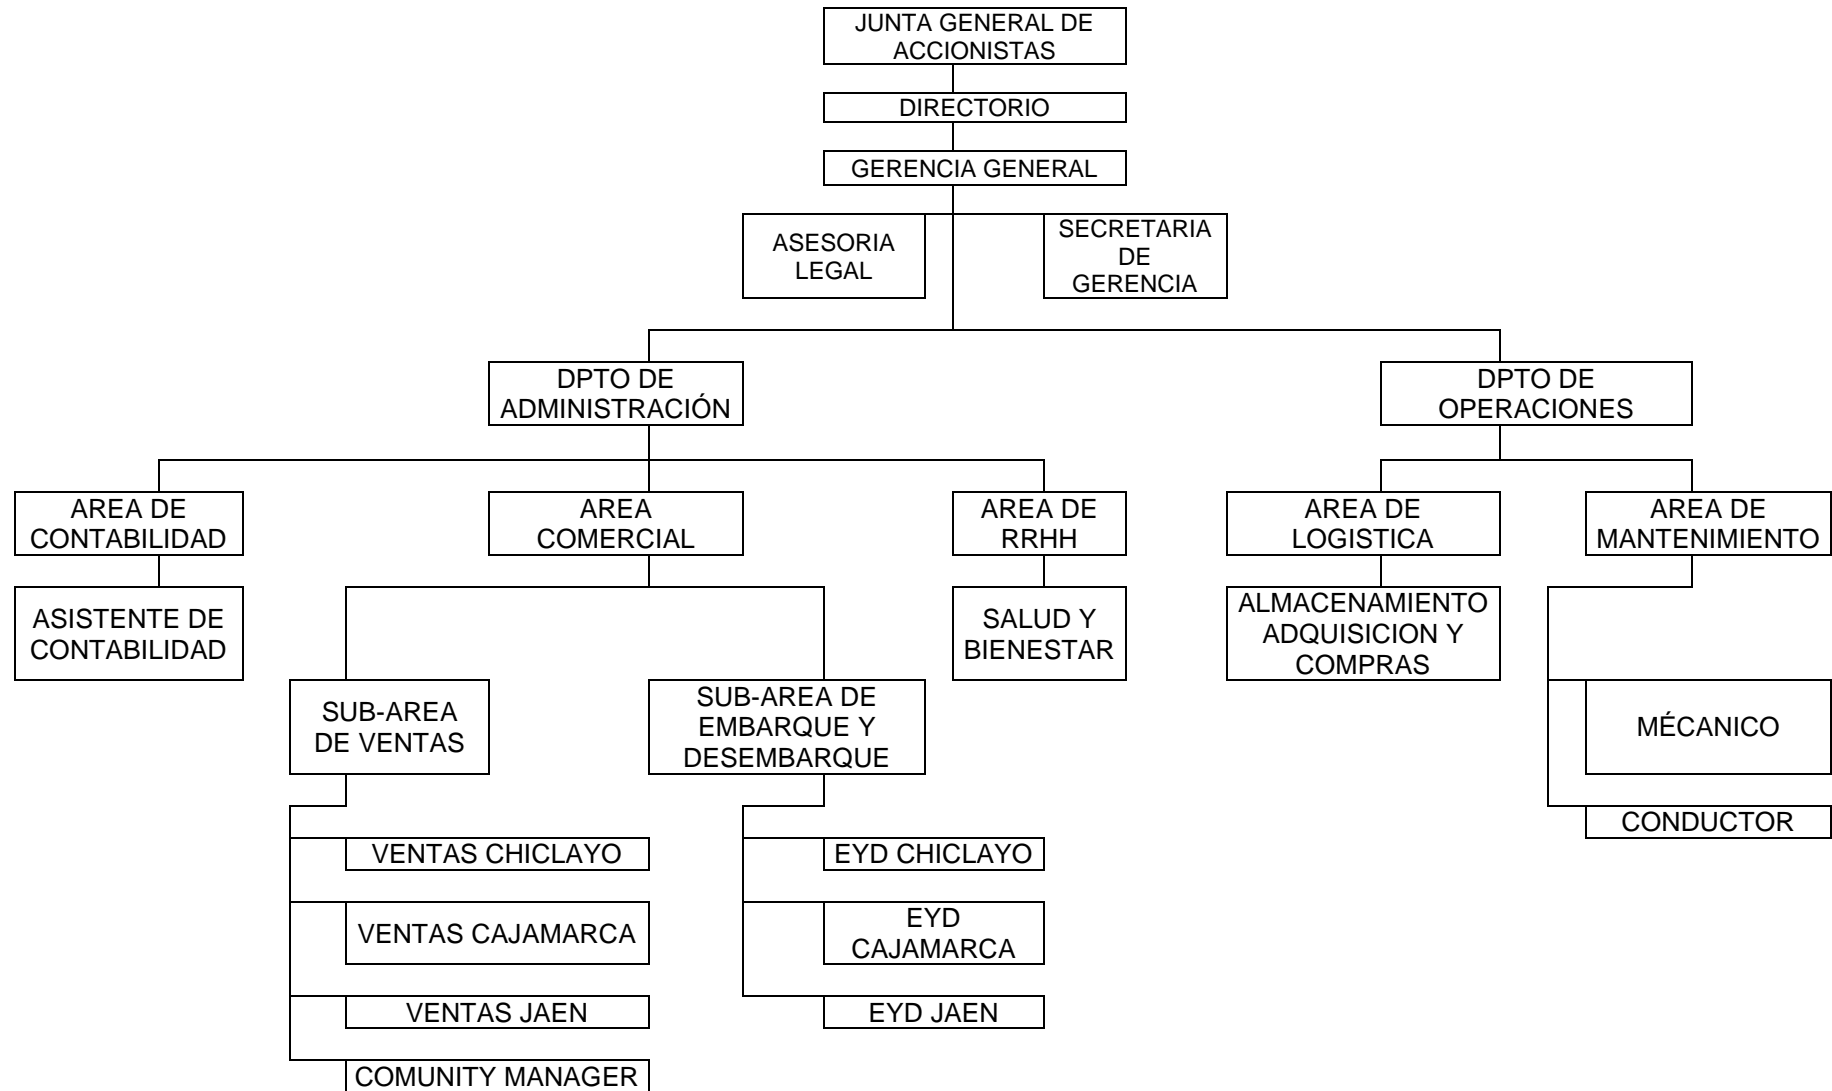 JUNTA GENERAL DE
ACCIONISTAS
DIRECTORIO
GERENCIA GENERAL
ASESORIA
LEGAL
SECRETARIA
DE
GERENCIA
DPTO DE
ADMINISTRACIÓN
DPTO DE
OPERACIONES
AREA DE
CONTABILIDAD
AREA
COMERCIAL
AREA DE
RRHH
AREA DE
LOGISTICA
AREA DE
MANTENIMIENTO
ASISTENTE DE
CONTABILIDAD
SALUD Y
BIENESTAR
ALMACENAMIENTO
ADQUISICION Y
COMPRAS
SUB-AREA
DE VENTAS
SUB-AREA DE
EMBARQUE Y
DESEMBARQUE
MÉCANICO
CONDUCTOR
VENTAS CHICLAYO
EYD CHICLAYO
VENTAS CAJAMARCA
EYD
CAJAMARCA
VENTAS JAEN
EYD JAEN
COMUNITY MANAGER